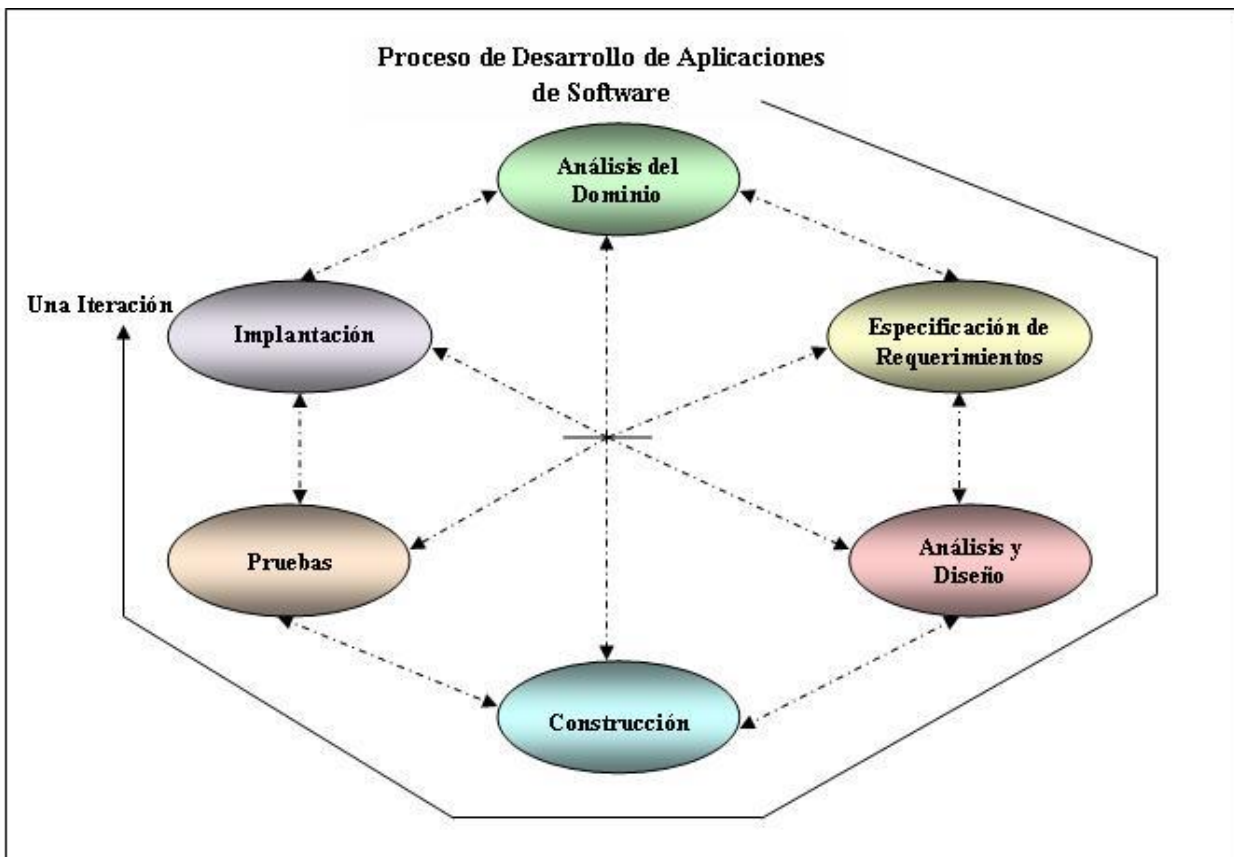 Proceso de Desarrollo de Aplicaciones
de Software
Análisis del
Dominio
Una Iteración
Implantación
Especificación de
Requerimientos
Pruebas
Análisis y
Diseño
Construcción